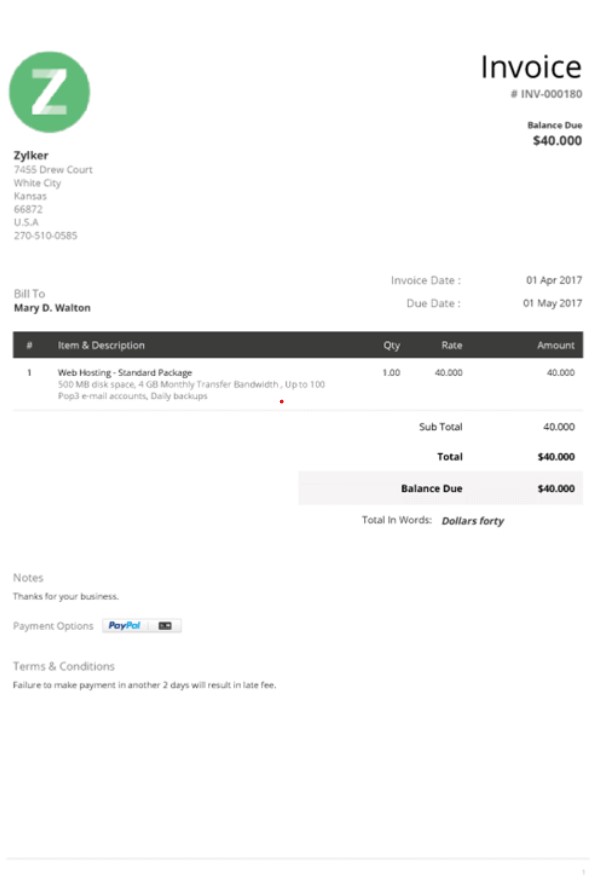 Z
Invoice
# INV-000180
Balance Due
$40.000
Zylker
7455 Drew Court
White City
Kansas
66872
U.S.A
270-510-0585
Invoice Date : 01 Apr 2017
Bill To
Mary D. Walton
Due Date : 01 May 2017
# Item & Description Qty Rate Amount
1 Web Hosting - Standard Package 1.00 40.000 40.000
500 MB disk space, 4 GB Monthly Transfer Bandwidth , Up to 100
Pop3 e-mail accounts, Daily backups
Sub Total 40.000
Total $40.000
Balance Due $40.000
Total In Words: Dollars forty
Notes
Thanks for your business.
Payment Options PayPal
Terms & Conditions
Failure to make payment in another 2 days will result in late fee.
1